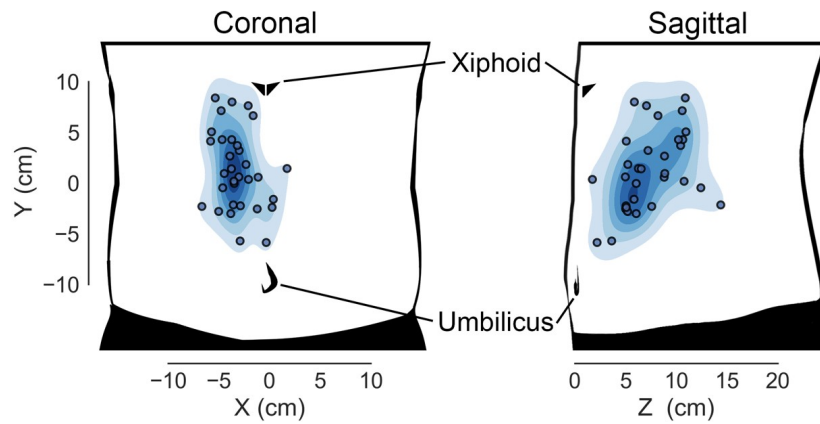 Coronal
Sagittal
Xiphoid
Umbilicus
Y (cm)
10
5
0
−5
−10
−10 −5 0 5 10
X (cm)
0 5 10 15 20
Z (cm)